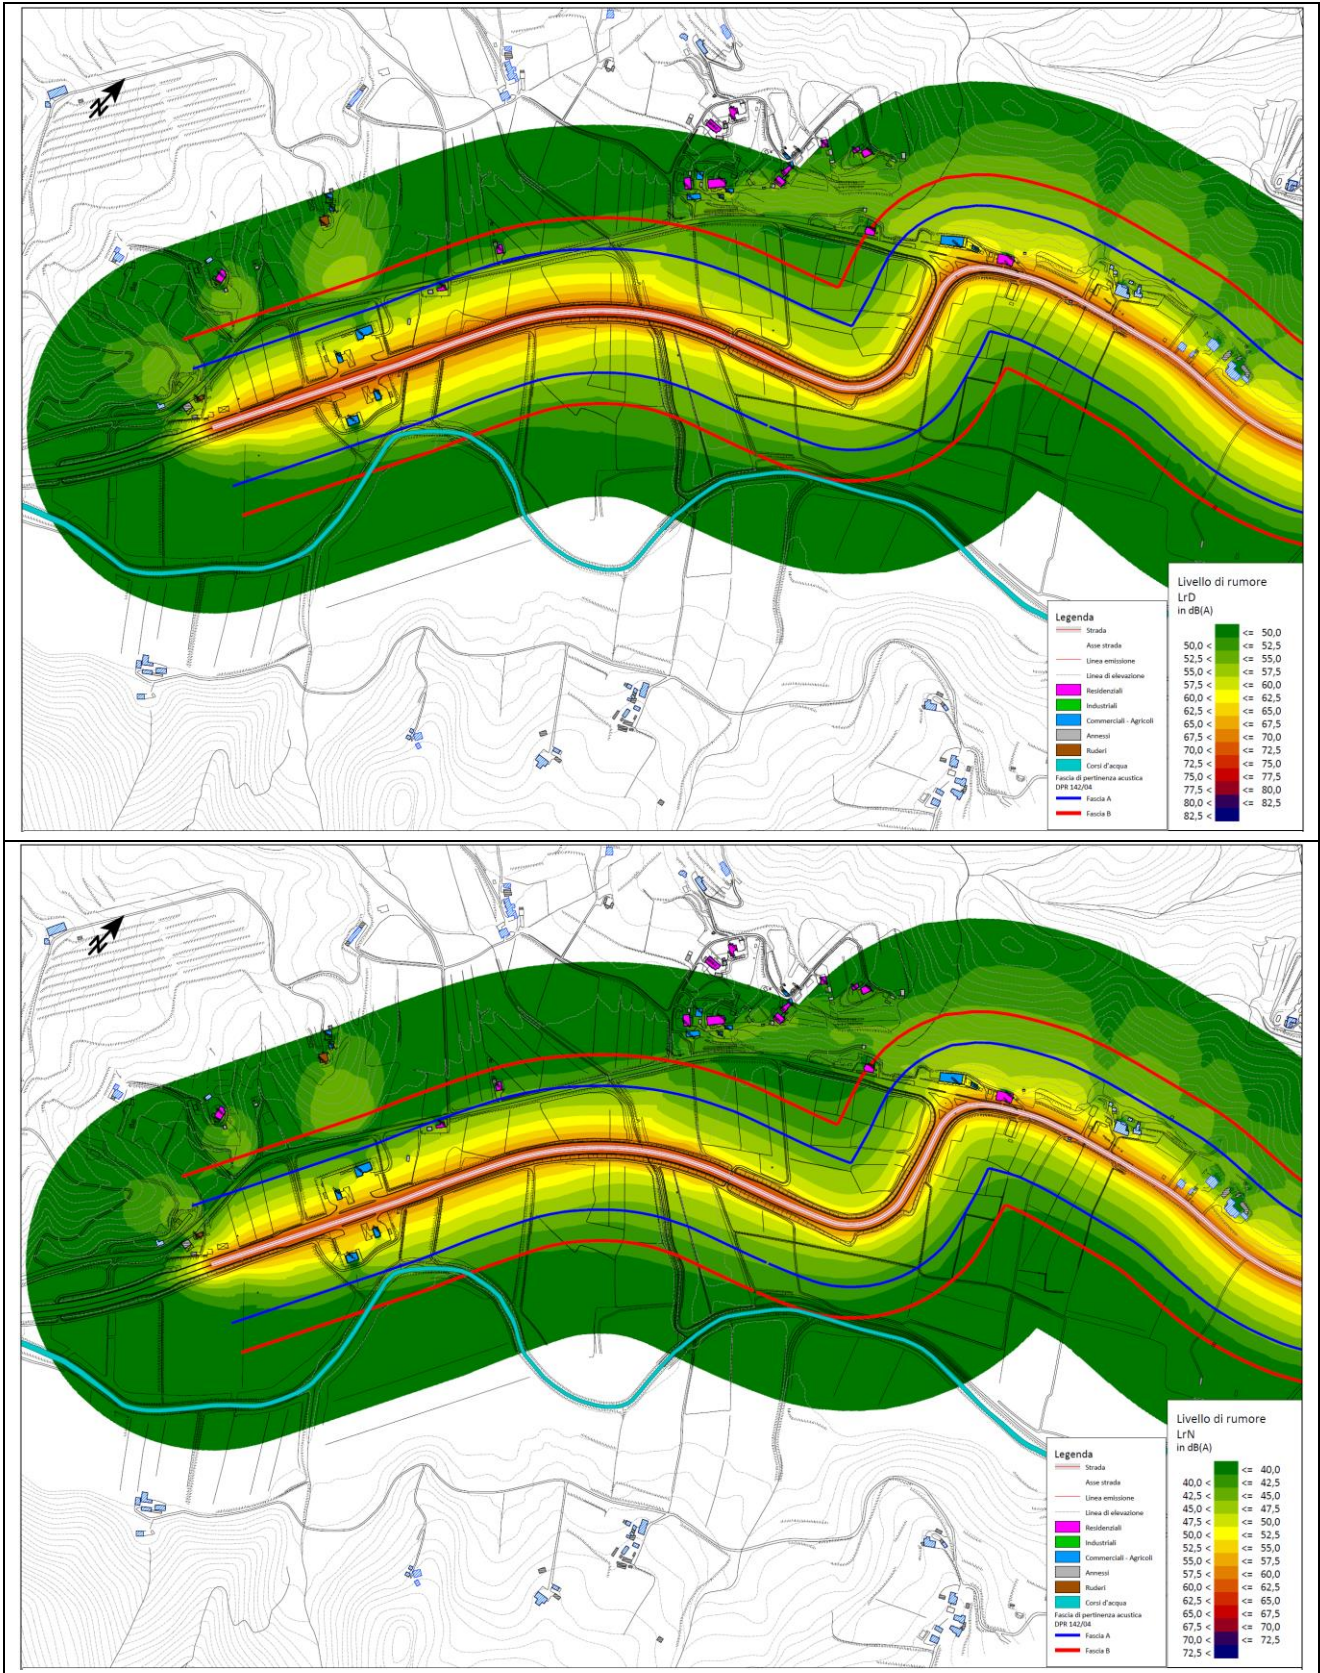 N
Livello di rumore
LrD
in dB(A)
<= 50,0
50,0 < <= 52,5
52,5 < <= 55,0
55,0 < <= 57,5
57,5 < <= 60,0
60,0 < <= 62,5
62,5 < <= 65,0
65,0 < <= 67,5
67,5 < <= 70,0
70,0 < <= 72,5
72,5 < <= 75,0
75,0 < <= 77,5
77,5 < <= 80,0
80,0 < <= 82,5
82,5 <
Legenda
Strada
Asse strada
Linea emissione
Linea di elevazione
Residenziali
Industriali
Commerciali - Agricoli
Annessi
Ruderi
Corsi d'acqua
Fascia di pertinenza acustica
DPR 142/04
Fascia A
Fascia B
N
Livello di rumore
LrN
in dB(A)
<= 40,0
40,0 < <= 42,5
42,5 < <= 45,0
45,0 < <= 47,5
47,5 < <= 50,0
50,0 < <= 52,5
52,5 < <= 55,0
55,0 < <= 57,5
57,5 < <= 60,0
60,0 < <= 62,5
62,5 < <= 65,0
65,0 < <= 67,5
67,5 < <= 70,0
70,0 < <= 72,5
72,5 <
Legenda
Strada
Asse strada
Linea emissione
Linea di elevazione
Residenziali
Industriali
Commerciali - Agricoli
Annessi
Ruderi
Corsi d'acqua
Fascia di pertinenza acustica
DPR 142/04
Fascia A
Fascia B